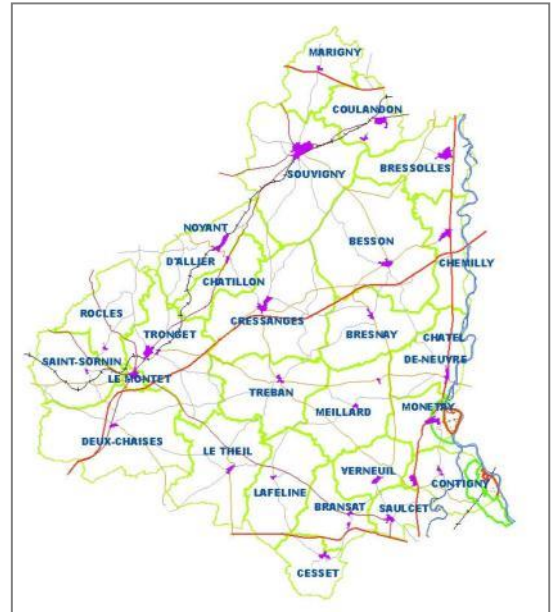 MARIGNY
COULANDON
SOUVIGNY
BRESSOLLES
NOYANT
D'ALLIER
BESSON
CHEMILLY
CHATILLON
ROCLES
TRONGET
CRESSANGES
BRESNAY
CHATEL
DE-NEUVRE
SAINT-SORNIN
LE MONTET
TREBAN
MEILLARD
MONETAY
DEUX-CHAISES
LE THEIL
VERNEUIL
CONTIGNY
LAFELINE
BRANSAT
SAULCET
CESSET